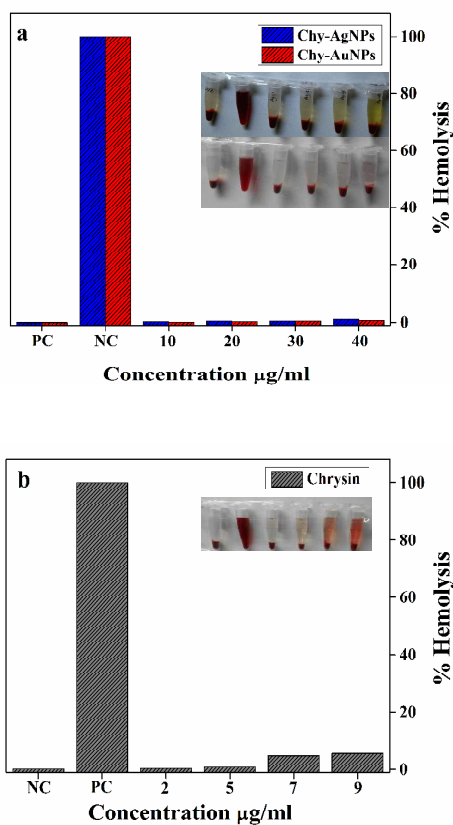 a
Chy-AgNPs
Chy-AuNPs
100
80
60
40
20
0
% Hemolysis
PC NC 10 20 30 40
Concentration µg/ml
b
Chrysin
100
80
60
40
20
0
% Hemolysis
NC PC 2 5 7 9
Concentration µg/ml